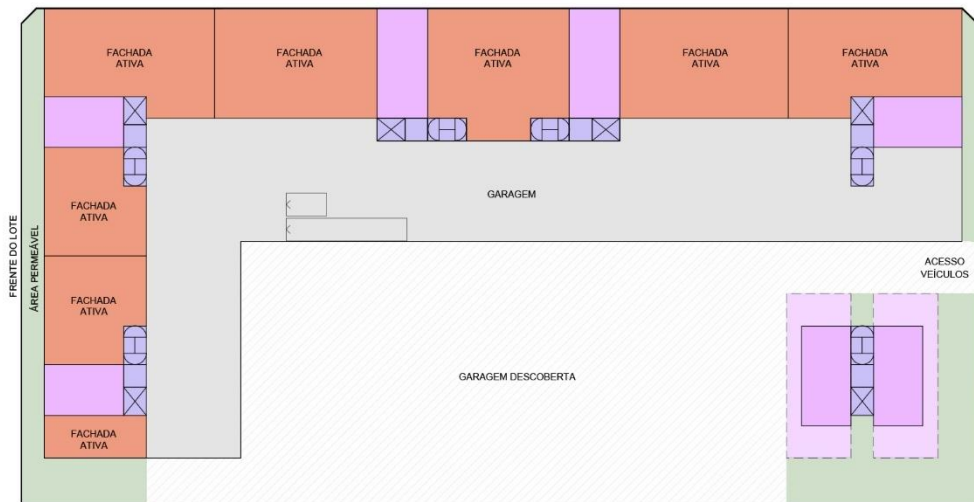 FACHADA
ATIVA
FACHADA
ATIVA
FACHADA
ATIVA
FACHADA
ATIVA
FACHADA
ATIVA
FACHADA
ATIVA
GARAGEM
FRENTE DO LOTE
ÁREA PERMEÁVEL
ACESSO
VEÍCULOS
FACHADA
ATIVA
GARAGEM DESCOBERTA
FACHADA
ATIVA